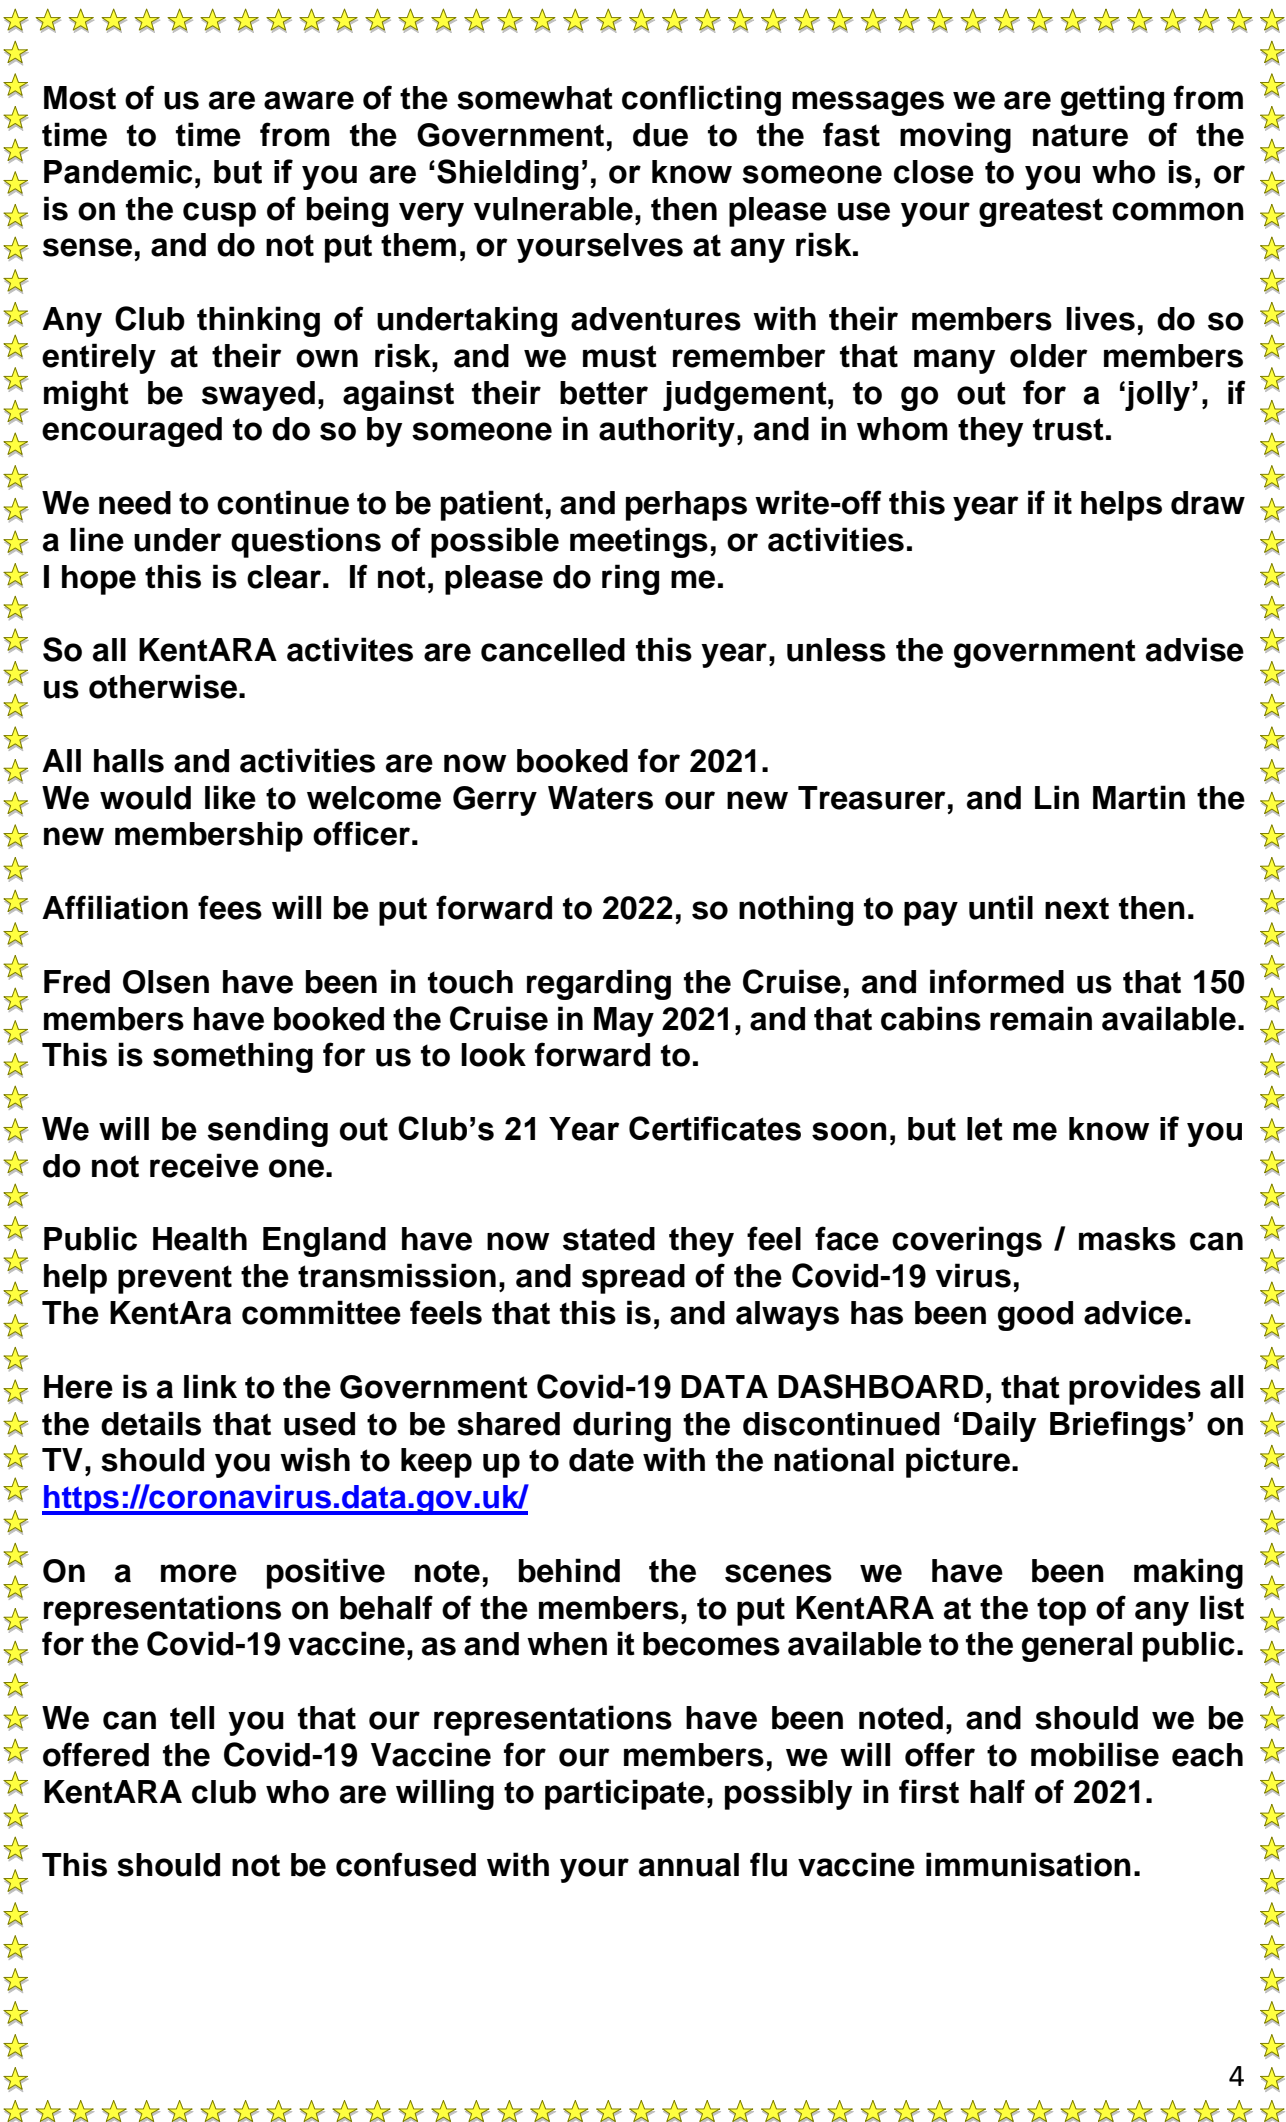 Most of us are aware of the somewhat conflicting messages we are getting from
time to time from the Government, due to the fast moving nature of the
Pandemic, but if you are ‘Shielding’, or know someone close to you who is, or
is on the cusp of being very vulnerable, then please use your greatest common
sense, and do not put them, or yourselves at any risk.
Any Club thinking of undertaking adventures with their members lives, do so
entirely at their own risk, and we must remember that many older members
might be swayed, against their better judgement, to go out for a ‘jolly’, if
encouraged to do so by someone in authority, and in whom they trust.
We need to continue to be patient, and perhaps write-off this year if it helps draw
a line under questions of possible meetings, or activities.
I hope this is clear.  If not, please do ring me.
So all KentARA activites are cancelled this year, unless the government advise
us otherwise.
All halls and activities are now booked for 2021.
We would like to welcome Gerry Waters our new Treasurer, and Lin Martin the
new membership officer.
Affiliation fees will be put forward to 2022, so nothing to pay until next then.
Fred Olsen have been in touch regarding the Cruise, and informed us that 150
members have booked the Cruise in May 2021, and that cabins remain available.
This is something for us to look forward to.
We will be sending out Club’s 21 Year Certificates soon, but let me know if you
do not receive one.
Public Health England have now stated they feel face coverings / masks can
help prevent the transmission, and spread of the Covid-19 virus,
The KentAra committee feels that this is, and always has been good advice.
Here is a link to the Government Covid-19 DATA DASHBOARD, that provides all
the details that used to be shared during the discontinued ‘Daily Briefings’ on
TV, should you wish to keep up to date with the national picture.
https://coronavirus.data.gov.uk/
On a more positive note, behind the scenes we have been making
representations on behalf of the members, to put KentARA at the top of any list
for the Covid-19 vaccine, as and when it becomes available to the general public.
We can tell you that our representations have been noted, and should we be
offered the Covid-19 Vaccine for our members, we will offer to mobilise each
KentARA club who are willing to participate, possibly in first half of 2021.
This should not be confused with your annual flu vaccine immunisation.
4